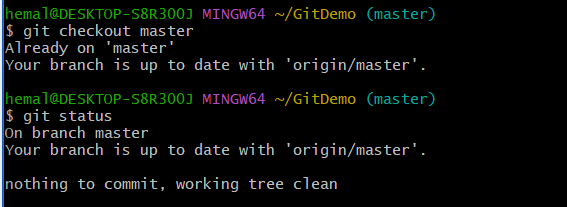 hemal@DESKTOP-S8R3OOJ MINGW64 ~/GitDemo (master)
$ git checkout master
Already on 'master'
Your branch is up to date with 'origin/master'.
hemal@DESKTOP-S8R3OOJ MINGW64 ~/GitDemo (master)
$ git status
On branch master
Your branch is up to date with 'origin/master'.
nothing to commit, working tree clean